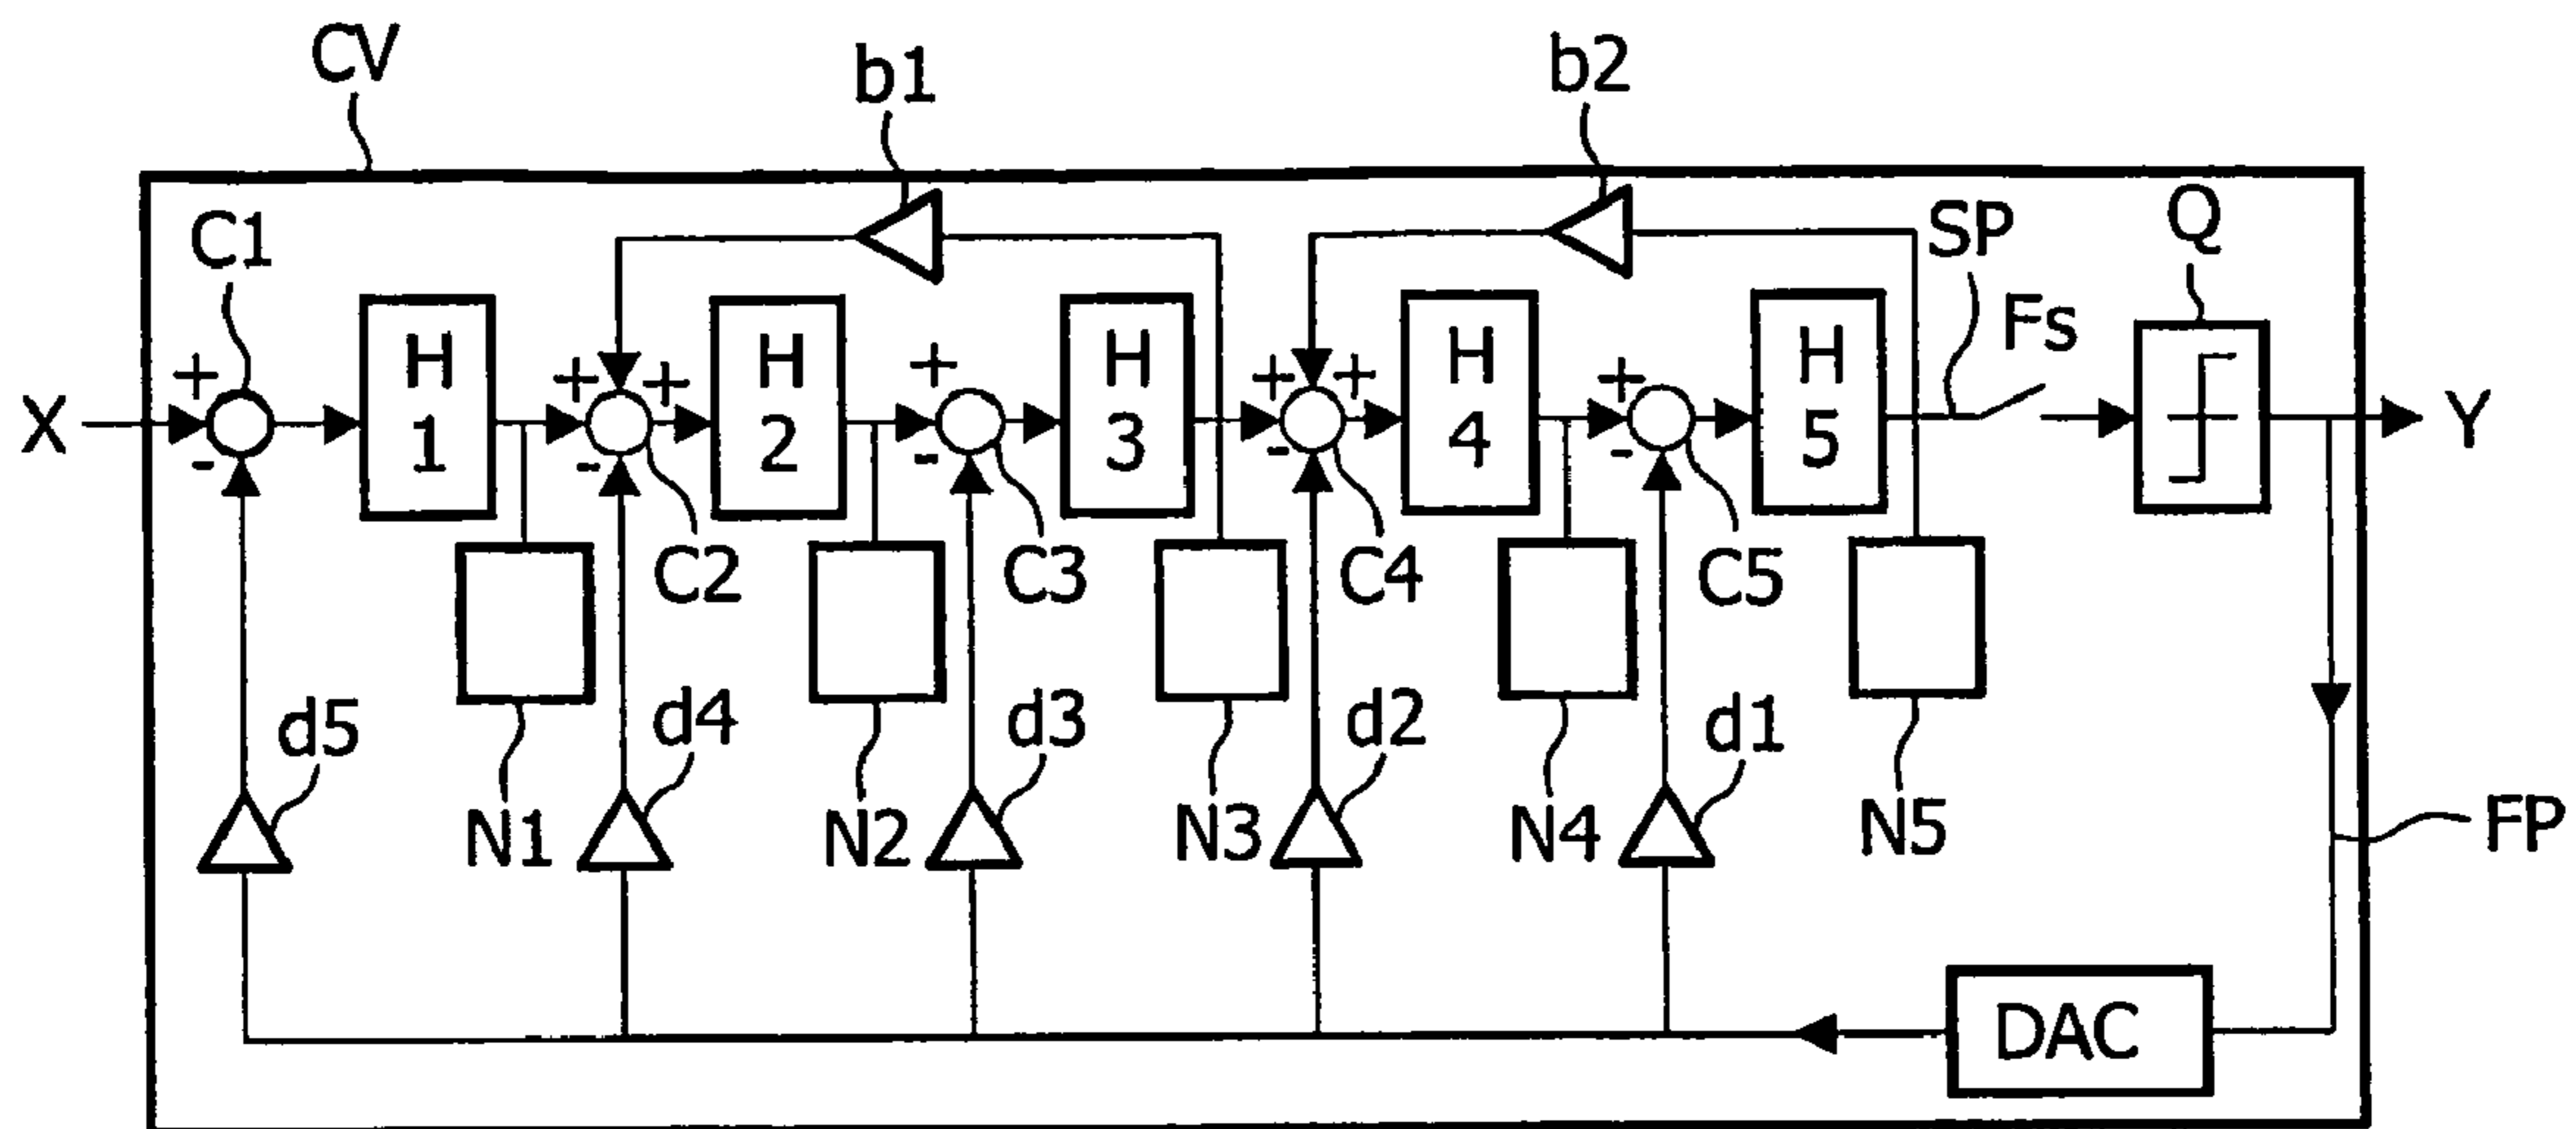 CV
b1
b2
C1
SP
Q
Fs
X
+
-
H
1
+
+
-
H
2
+
-
H
3
+
+
-
H
4
+
-
H
5
Y
C2
C3
C4
C5
d5
d4
d3
d2
d1
N1
N2
N3
N4
N5
FP
DAC